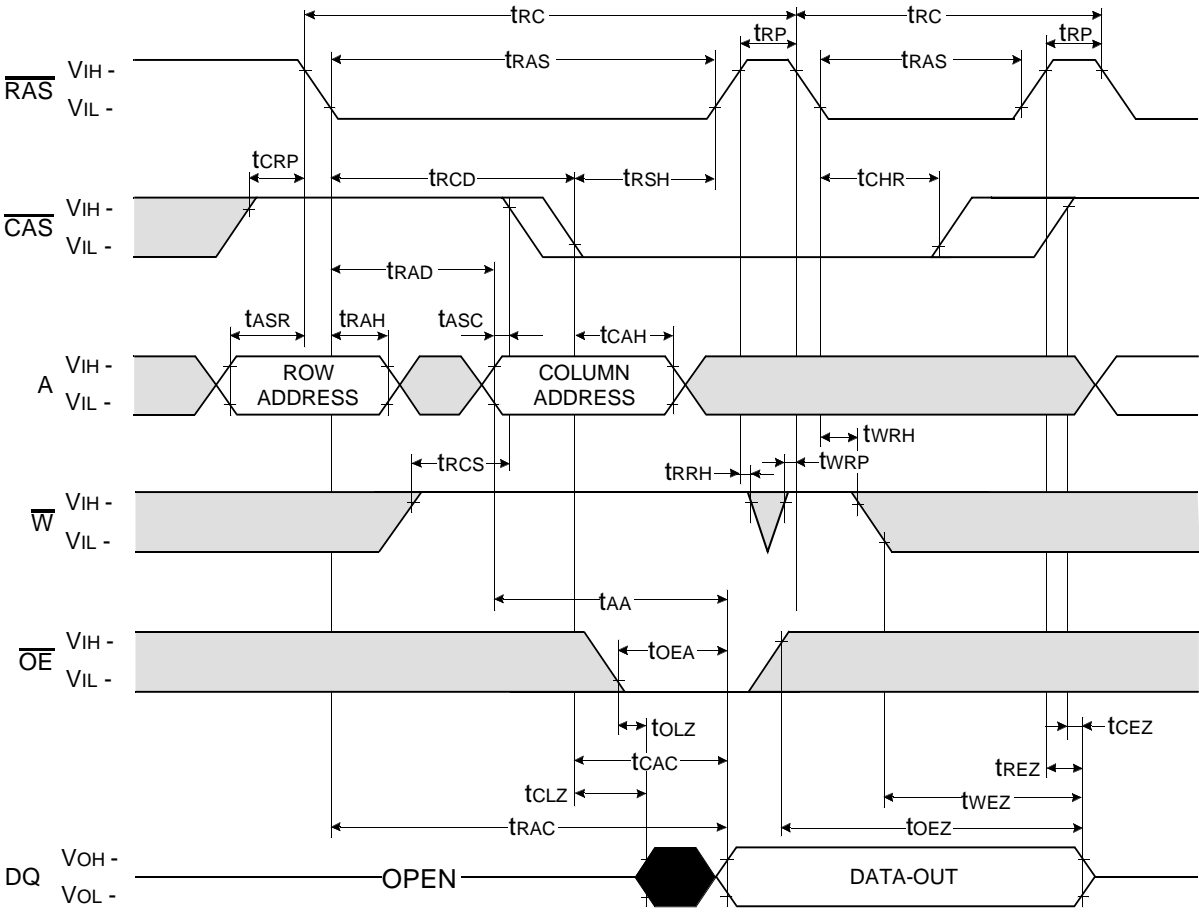 tRC tRC
tRP tRP
tRAS tRAS
RAS VIH -
VIL -
tCRP tRCD tRSH tCHR
CAS VIH -
VIL -
tRAD
tASR tRAH tASC tCAH
A VIH -
VIL -
ROW
ADDRESS
COLUMN
ADDRESS
tWRH
tRCS tRRH tWRP
W VIH -
VIL -
tAA
OE VIH -
VIL -
tOEA
tOLZ tCEZ
tCAC tREZ
tCLZ tWEZ
tRAC tOEZ
DQ VOH -
VOL -
OPEN DATA-OUT